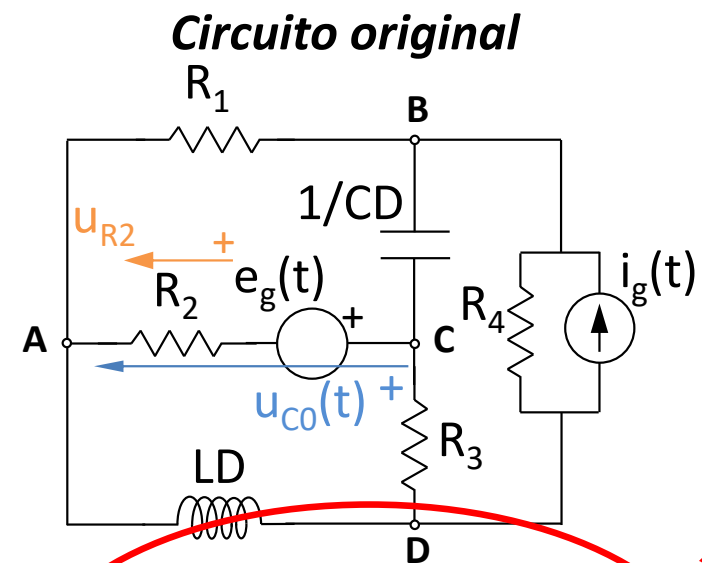 Circuito original
R1
B
1/CD
uR2
+
eg(t)
ig(t)
R2
+
R4
A
C
uC0(t) +
R3
LD
D